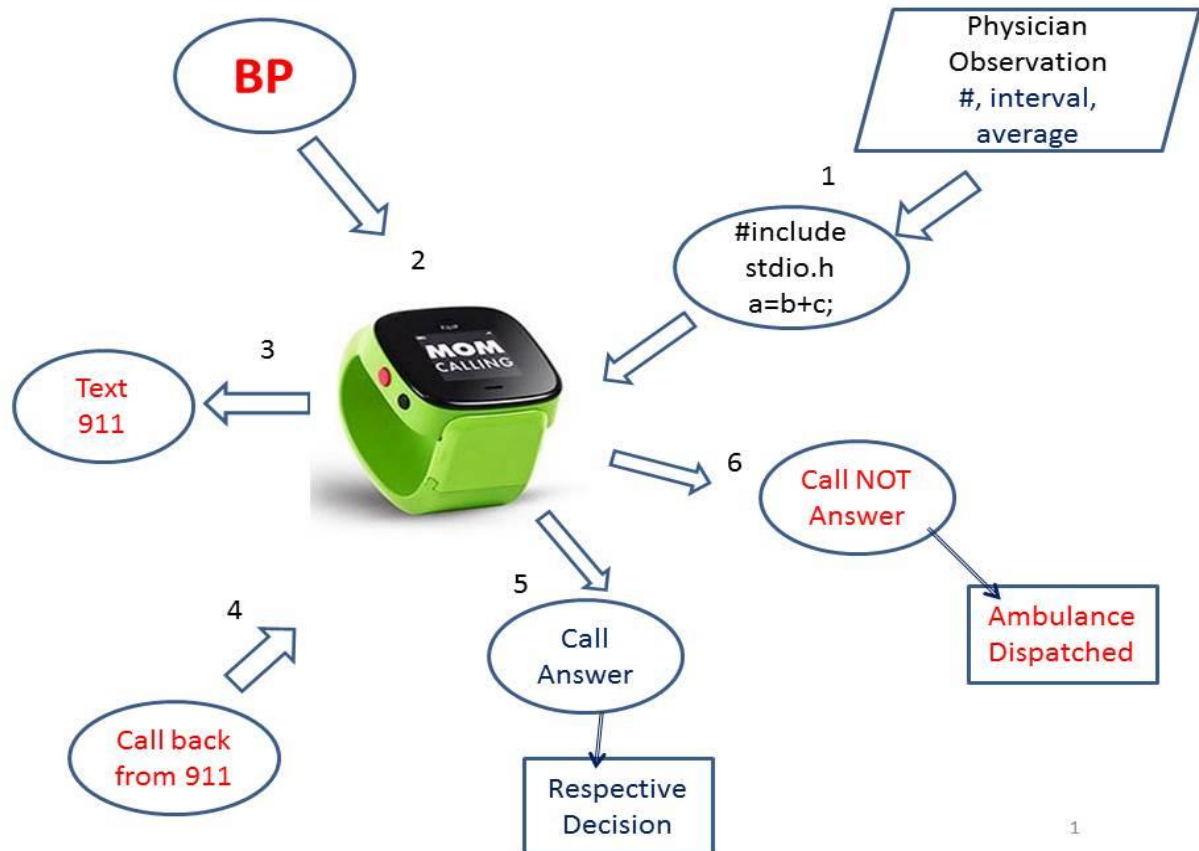 BP
Physician
Observation
#, interval,
average
1
#include
stdio.h
a=b+c;
2
MOM
CALLING
3
Text
911
6
Call NOT
Answer
Ambulance
Dispatched
5
Call
Answer
4
Call back
from 911
Respective
Decision
1